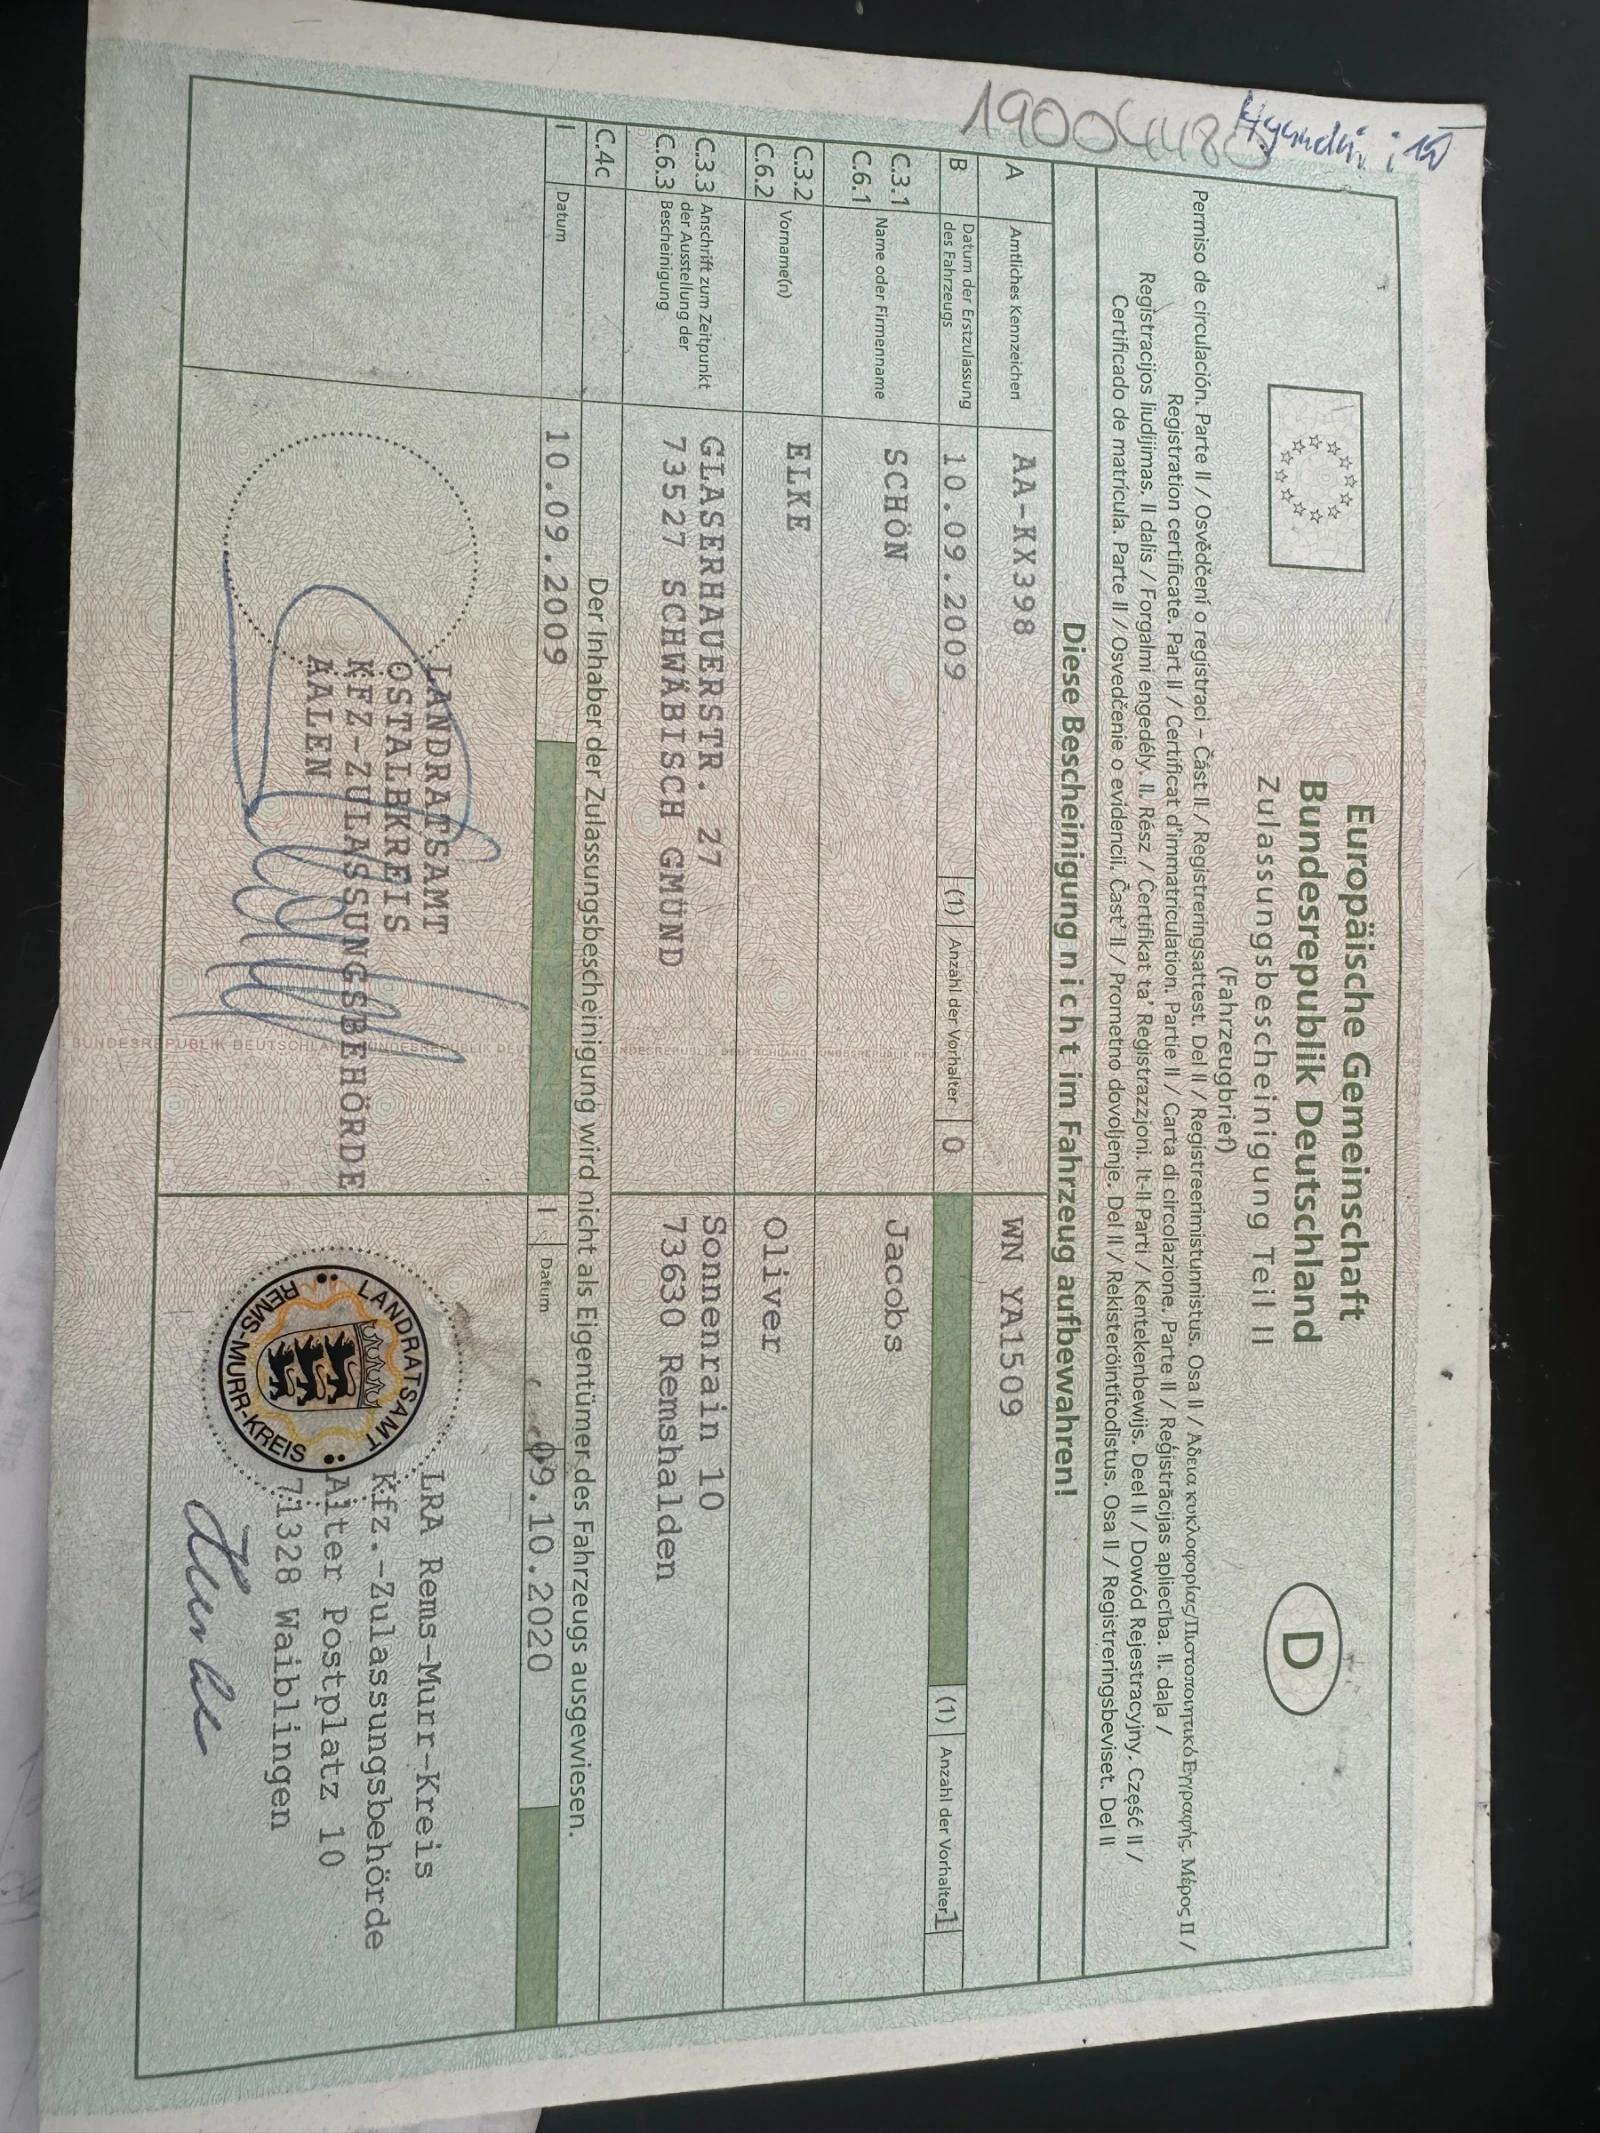 Hyundai i10
19004480
Europäische Gemeinschaft
Bundesrepublik Deutschland
D
Zulassungsbescheinigung Teil II
(Fahrzeugbrief)
Permiso de circulación. Parte II / Osvědčení o registraci – Část II / Registreringsattest. Del II / Registreerimistunnistus. Osa II / Άδεια κυκλοφορίας/Πιστοποιητικό Εγγραφής. Μέρος II /
Registration certificate. Part II / Certificat d'immatriculation. Partie II / Carta di circolazione. Parte II / Reģistrācijas apliecība. II. daļa /
Registracijos liudijimas. II dalis / Forgalmi engedély. II. Rész / Ċertifikat ta' Reġistrazzjoni. It-II Parti / Kentekenbewijs. Deel II / Dowód Rejestracyjny. Część II /
Certificado de matrícula. Parte II / Osvedčenie o evidencii. Časť II / Prometno dovoljenje. Del II / Rekisteröintitodistus. Osa II / Registreringsbeviset. Del II
Diese Bescheinigung nicht im Fahrzeug aufbewahren!
A Amtliches Kennzeichen AA-KX398 WN YA1509
B Datum der Erstzulassung des Fahrzeugs 10.09.2009 (1) Anzahl der Vorhalter 0 (1) Anzahl der Vorhalter 1
C.3.1
C.6.1 Name oder Firmenname SCHÖN Jacobs
C.3.2
C.6.2 Vorname(n) ELKE Oliver
C.3.3 Anschrift zum Zeitpunkt GLASERHAUERSTR. 27 Sonnenrain 10
der Ausstellung der
C.6.3 Bescheinigung 73527 SCHWÄBISCH GMÜND 73630 Remshalden
C.4c Der Inhaber der Zulassungsbescheinigung wird nicht als Eigentümer des Fahrzeugs ausgewiesen.
I Datum 10.09.2009 I Datum 09.10.2020
BUNDESREPUBLIK DEUTSCHLAND BUNDESREPUBLIK DEUTSCHLAND BUNDESREPUBLIK
LANDRATSAMT
OSTALBKREIS
KFZ-ZULASSUNGSBEHÖRDE
AALEN
LANDRATSAMT
REMS-MURR-KREIS
LRA Rems-Murr-Kreis
Kfz.-Zulassungsbehörde
Alter Postplatz 10
71328 Waiblingen